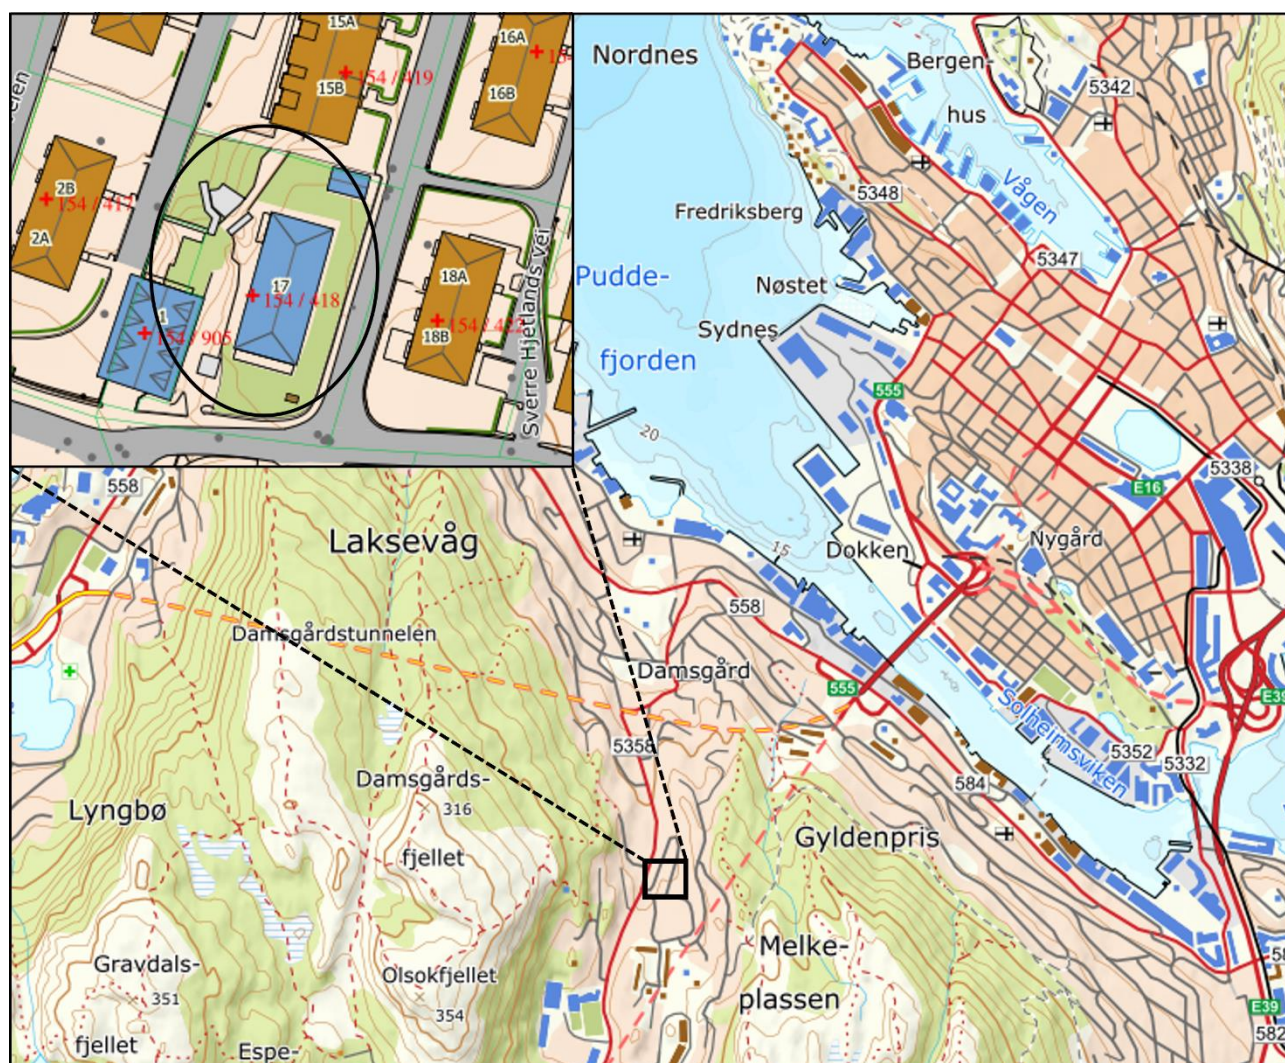 15A
16A
15B
154 / 419
16B
2B
154 / 417
2A
17
154 / 418
18A
154 / 422
18B
1
154 / 905
Sverre Hjetlands vei
Nordnes
Bergen-
hus
5342
5348
Vågen
Fredriksberg
5347
Pudde-
fjorden
Nøstet
Sydnes
555
20
5338
E16
558
Laksevåg
15
Dokken
Nygård
558
Damsgårdstunnelen
Damsgård
555
E39
Solheimsviken
5358
5352
5332
Damsgårds-
316
fjellet
584
Lyngbø
Gyldenpris
Gravdals-
351
fjellet
Olsokfjellet
354
Melke-
plassen
E39
582
Espe-